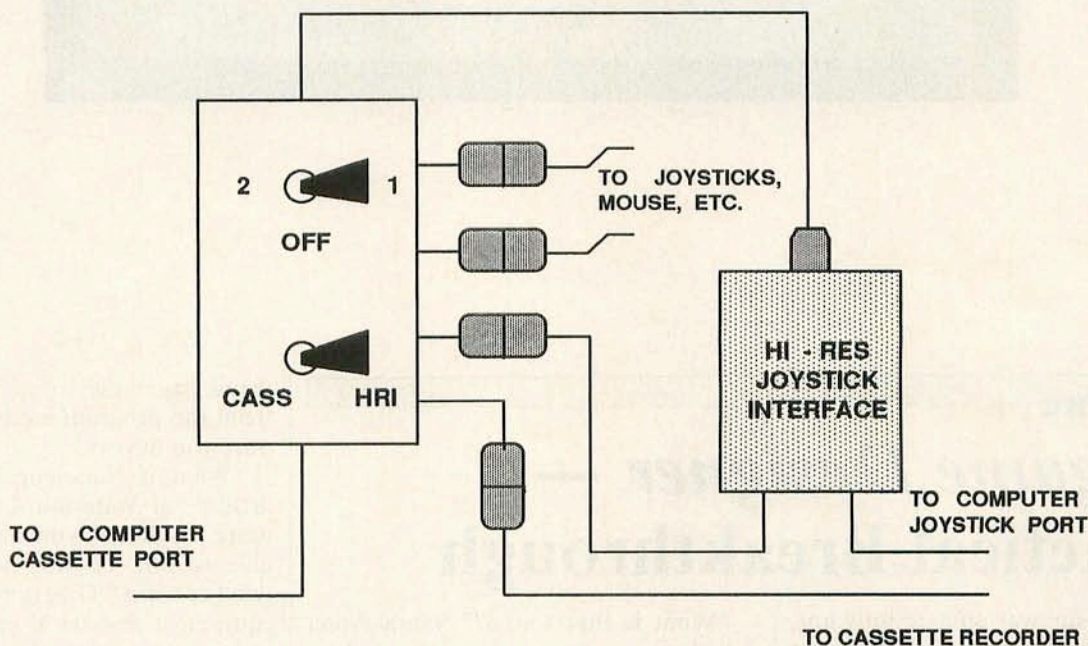 2 1
OFF
TO JOYSTICKS,
MOUSE, ETC.
CASS HRI
HI - RES
JOYSTICK
INTERFACE
TO COMPUTER
CASSETTE PORT
TO COMPUTER
JOYSTICK PORT
TO CASSETTE RECORDER